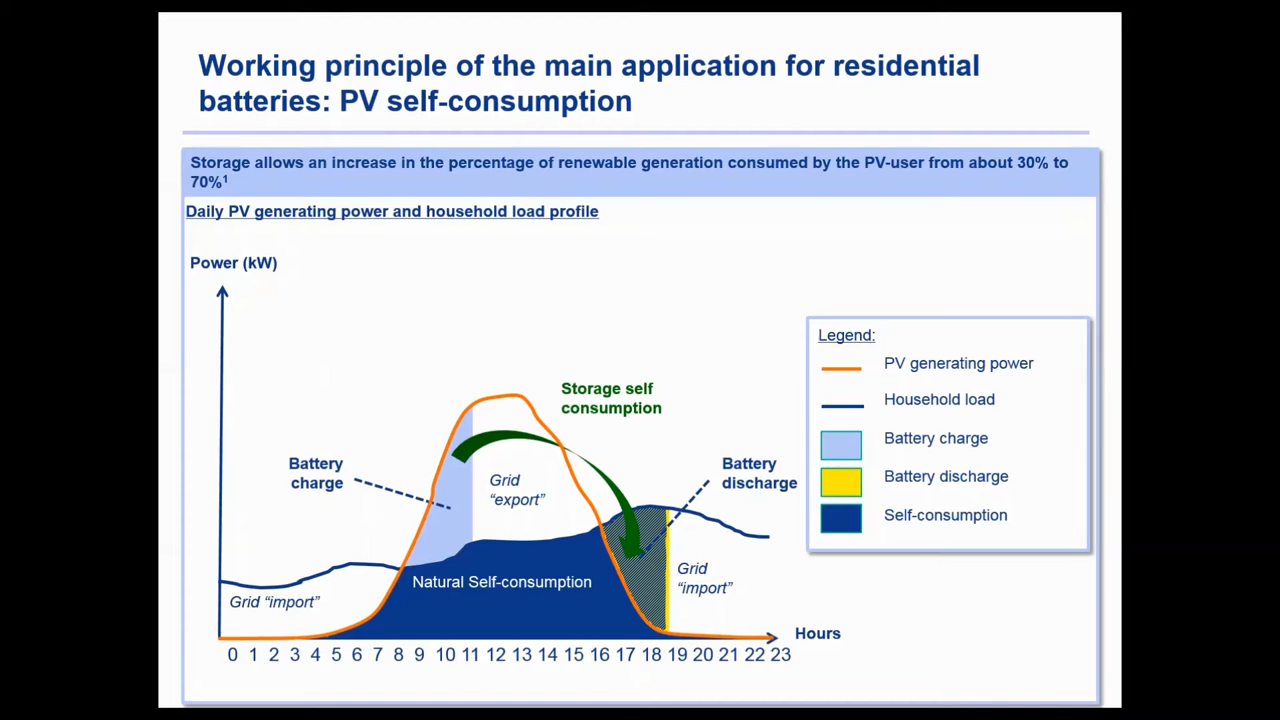 Working principle of the main application for residential
batteries: PV self-consumption
Storage allows an increase in the percentage of renewable generation consumed by the PV-user from about 30% to
70%¹
Daily PV generating power and household load profile
Power (kW)
Legend:
PV generating power
Household load
Battery charge
Battery discharge
Self-consumption
Storage self
consumption
Battery
charge
Grid
“export”
Battery
discharge
Grid
“import”
Natural Self-consumption
Grid “import”
Hours
0 1 2 3 4 5 6 7 8 9 10 11 12 13 14 15 16 17 18 19 20 21 22 23